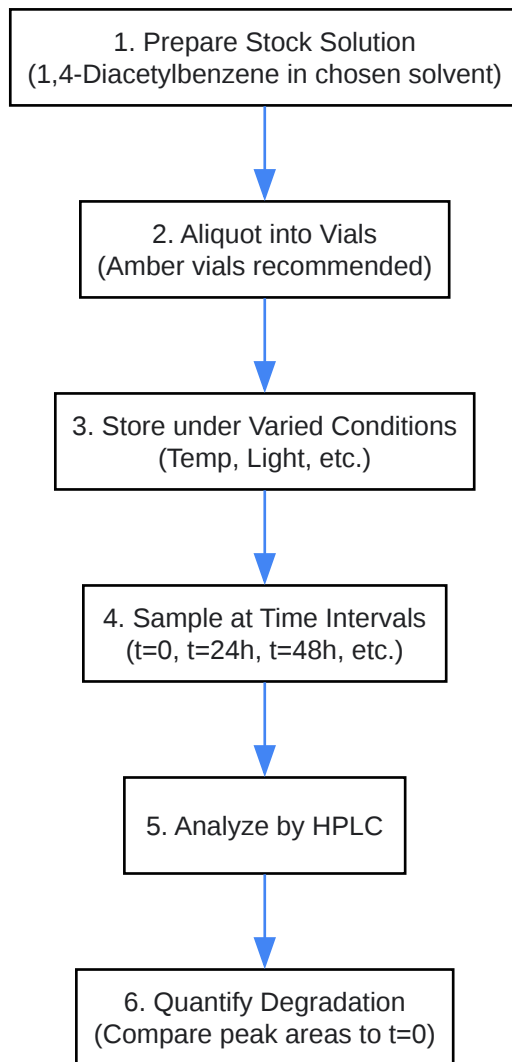 1. Prepare Stock Solution
(1,4-Diacetylbenzene in chosen solvent)
2. Aliquot into Vials
(Amber vials recommended)
3. Store under Varied Conditions
(Temp, Light, etc.)
4. Sample at Time Intervals
(t=0, t=24h, t=48h, etc.)
5. Analyze by HPLC
6. Quantify Degradation
(Compare peak areas to t=0)